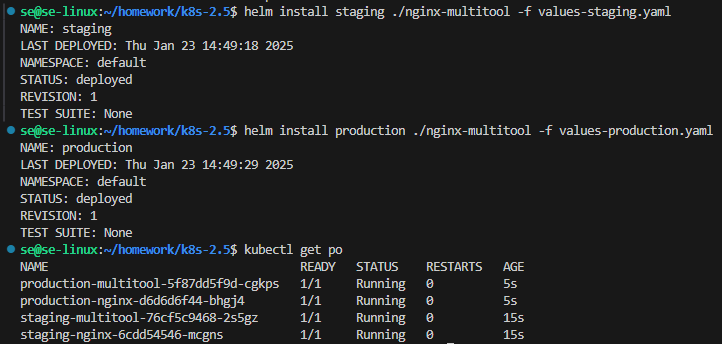 se@se-linux:~/homework/k8s-2.5$ helm install staging ./nginx-multitool -f values-staging.yaml
NAME: staging
LAST DEPLOYED: Thu Jan 23 14:49:18 2025
NAMESPACE: default
STATUS: deployed
REVISION: 1
TEST SUITE: None
se@se-linux:~/homework/k8s-2.5$ helm install production ./nginx-multitool -f values-production.yaml
NAME: production
LAST DEPLOYED: Thu Jan 23 14:49:29 2025
NAMESPACE: default
STATUS: deployed
REVISION: 1
TEST SUITE: None
se@se-linux:~/homework/k8s-2.5$ kubectl get po
NAME READY STATUS RESTARTS AGE
production-multitool-5f87dd5f9d-cgkps 1/1 Running 0 5s
production-nginx-d6d6d6f44-bhgj4 1/1 Running 0 5s
staging-multitool-76cf5c9468-2s5gz 1/1 Running 0 15s
staging-nginx-6cdd54546-mcgns 1/1 Running 0 15s